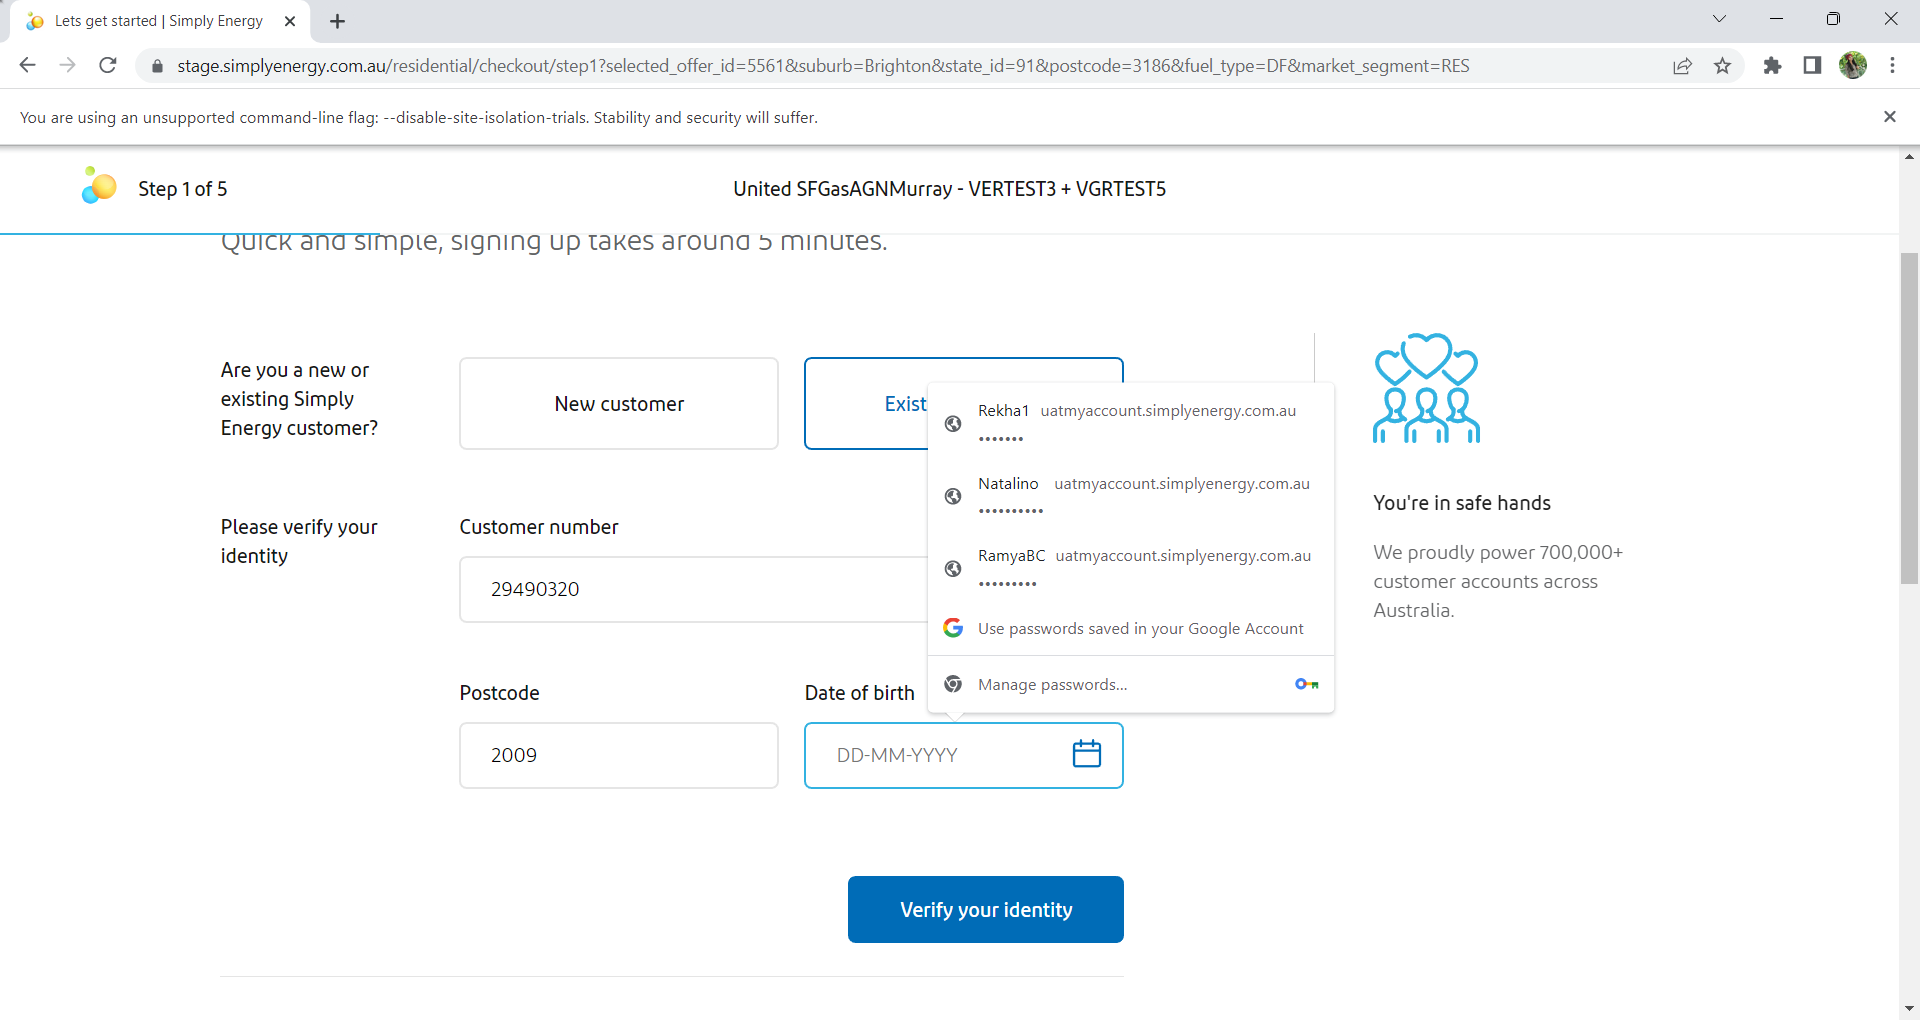 Lets get started | Simply Energy
stage.simplyenergy.com.au/residential/checkout/step1?selected_offer_id=5561&suburb=Brighton&state_id=91&postcode=3186&fuel_type=DF&market_segment=RES
You are using an unsupported command-line flag: --disable-site-isolation-trials. Stability and security will suffer.
Step 1 of 5
United SFGasAGNMurray - VERTEST3 + VGRTEST5
Quick and simple, signing up takes around 5 minutes.
Are you a new or
existing Simply
Energy customer?
New customer
Exist
Rekha1 uatmyaccount.simplyenergy.com.au
•••••••
Natalino uatmyaccount.simplyenergy.com.au
••••••••••
RamyaBC uatmyaccount.simplyenergy.com.au
•••••••••
Use passwords saved in your Google Account
Manage passwords...
Please verify your
identity
Customer number
29490320
Postcode
2009
Date of birth
DD-MM-YYYY
Verify your identity
You're in safe hands
We proudly power 700,000+
customer accounts across
Australia.